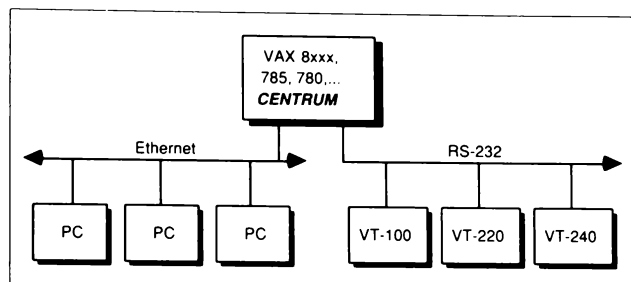 VAX 8xxx,
785, 780,...
CENTRUM
Ethernet
RS-232
PC
PC
PC
VT-100
VT-220
VT-240